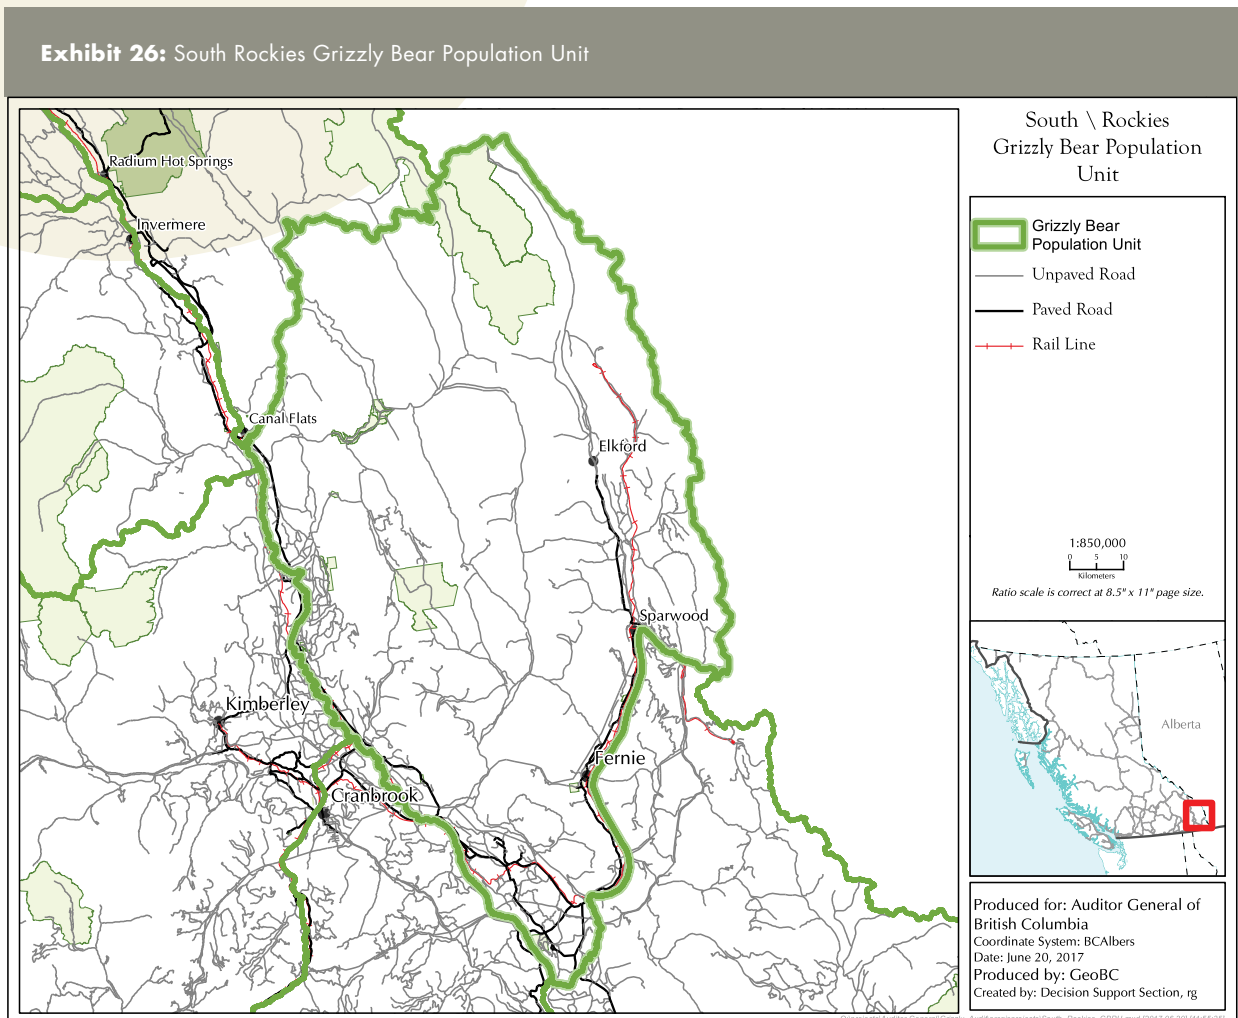 Exhibit 26: South Rockies Grizzly Bear Population Unit
Radium Hot Springs
Invermere
Canal Flats
Elkford
Sparwood
Kimberley
Fernie
Cranbrook
South \ Rockies
Grizzly Bear Population
Unit
Grizzly Bear
Population Unit
Unpaved Road
Paved Road
Rail Line
1:850,000
0 5 10
Kilometers
Ratio scale is correct at 8.5" x 11" page size.
Alberta
Produced for: Auditor General of
British Columbia
Coordinate System: BCAlbers
Date: June 20, 2017
Produced by: GeoBC
Created by: Decision Support Section, rg